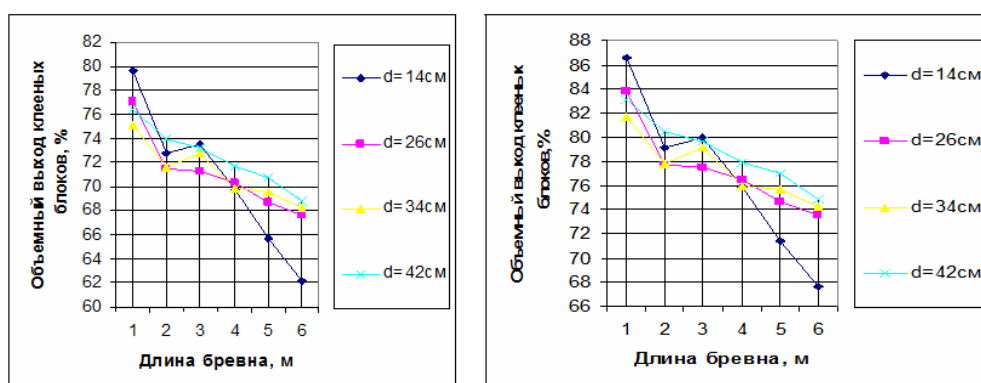 82
80
78
76
74
72
70
68
66
64
62
60
Объемный выход клееных
блоков, %
1 2 3 4 5 6
Длина бревна, м
d=14см
d=26см
d=34см
d=42см
88
86
84
82
80
78
76
74
72
70
68
66
Объемный выход клееных
блоков,%
1 2 3 4 5 6
Длина бревна, м
d=14см
d=26см
d=34см
d=42см